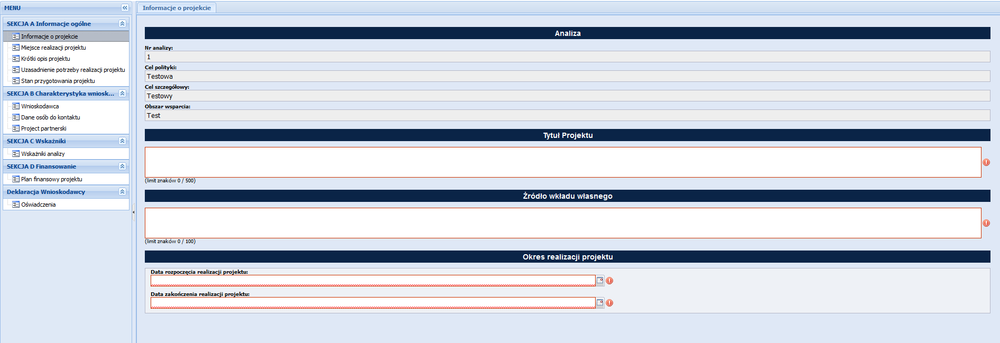 MENU
SEKCJA A Informacje ogólne
Informacje o projekcie
Miejsce realizacji projektu
Krótki opis projektu
Uzasadnienie potrzeby realizacji projektu
Stan przygotowania projektu
SEKCJA B Charakterystyka wniosk...
Wnioskodawca
Dane osób do kontaktu
Project partnerski
SEKCJA C Wskaźniki
Wskaźniki analizy
SEKCJA D Finansowanie
Plan finansowy projektu
Deklaracja Wnioskodawcy
Oświadczenia
Informacje o projekcie
Analiza
Nr analizy:
1
Cel polityki:
Testowa
Cel szczegółowy:
Testowy
Obszar wsparcia:
Test
Tytuł Projektu
(limit znaków 0 / 500)
Źródło wkładu własnego
(limit znaków 0 / 100)
Okres realizacji projektu
Data rozpoczęcia realizacji projektu:
Data zakończenia realizacji projektu: